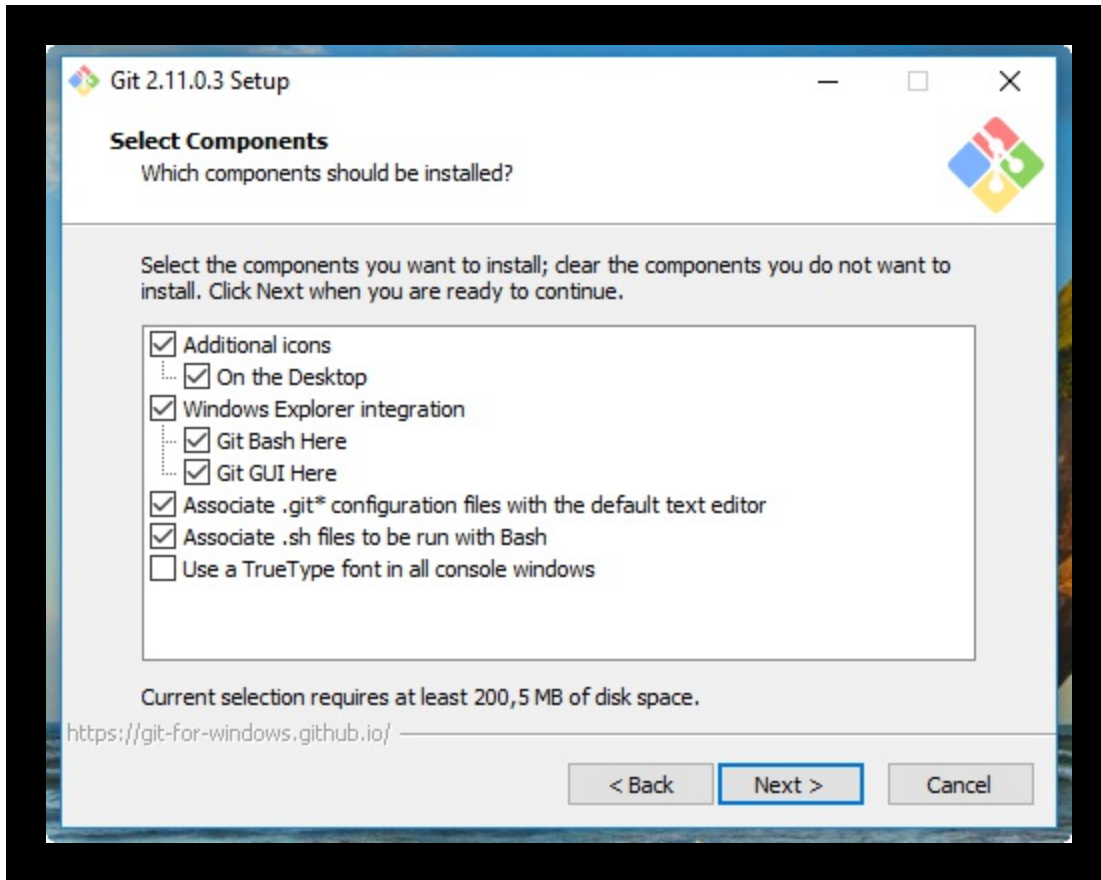 Git 2.11.0.3 Setup
Select Components
Which components should be installed?
Select the components you want to install; clear the components you do not want to
install. Click Next when you are ready to continue.
Additional icons
On the Desktop
Windows Explorer integration
Git Bash Here
Git GUI Here
Associate .git* configuration files with the default text editor
Associate .sh files to be run with Bash
Use a TrueType font in all console windows
Current selection requires at least 200,5 MB of disk space.
https://git-for-windows.github.io/
< Back Next > Cancel